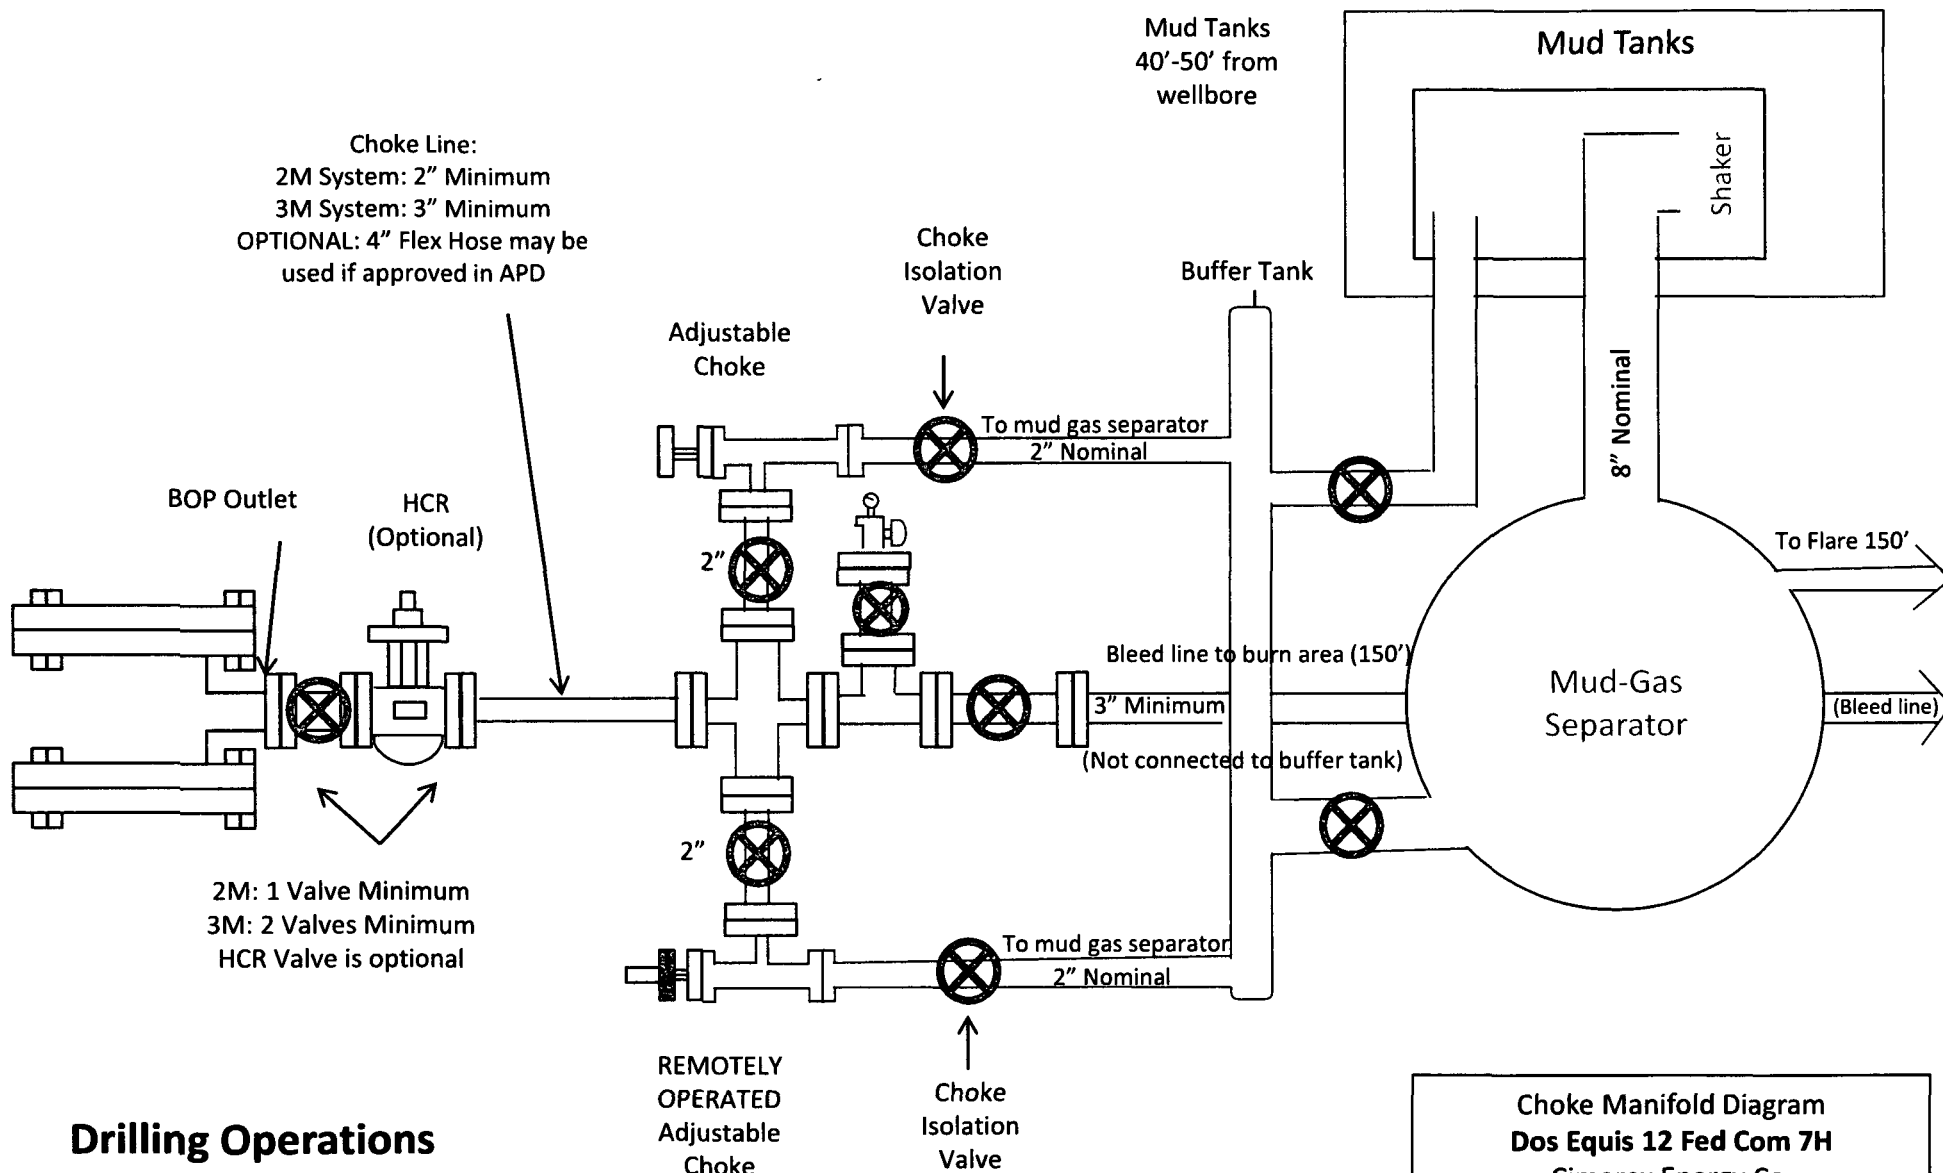 Mud Tanks
40’-50’ from
wellbore
Mud Tanks
Shaker
Choke Line:
2M System: 2” Minimum
3M System: 3” Minimum
OPTIONAL: 4” Flex Hose may be
used if approved in APD
Choke
Isolation
Valve
Buffer Tank
Adjustable
Choke
8” Nominal
To mud gas separator
2” Nominal
BOP Outlet
HCR
(Optional)
2”
To Flare 150’
Bleed line to burn area (150’)
3” Minimum
(Not connected to buffer tank)
Mud-Gas
Separator
(Bleed line)
2”
2M: 1 Valve Minimum
3M: 2 Valves Minimum
HCR Valve is optional
To mud gas separator
2” Nominal
REMOTELY
OPERATED
Adjustable
Choke
Choke
Isolation
Valve
Drilling Operations
Choke Manifold Diagram
Dos Equis 12 Fed Com 7H
Cimarex Energy Co